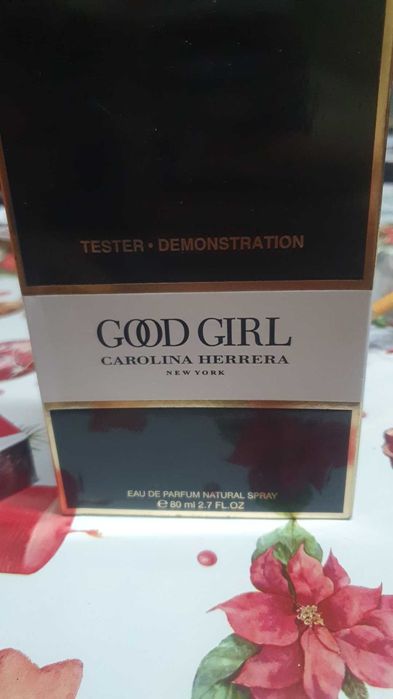 TESTER • DEMONSTRATION
GOOD GIRL
CAROLINA HERRERA
NEW YORK
EAU DE PARFUM NATURAL SPRAY
℮ 80 ml 2.7 FL.OZ